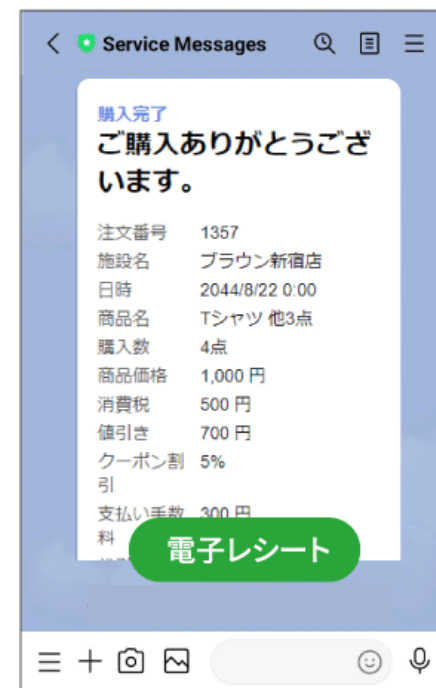 Service Messages
購入完了
ご購入ありがとうござ
います。
注文番号 1357
施設名 ブラウン新宿店
日時 2044/8/22 0:00
商品名 Tシャツ 他3点
購入数 4点
商品価格 1,000 円
消費税 500 円
値引き 700 円
クーポン割 5%
引
支払い手数 300 円
料
電子レシート